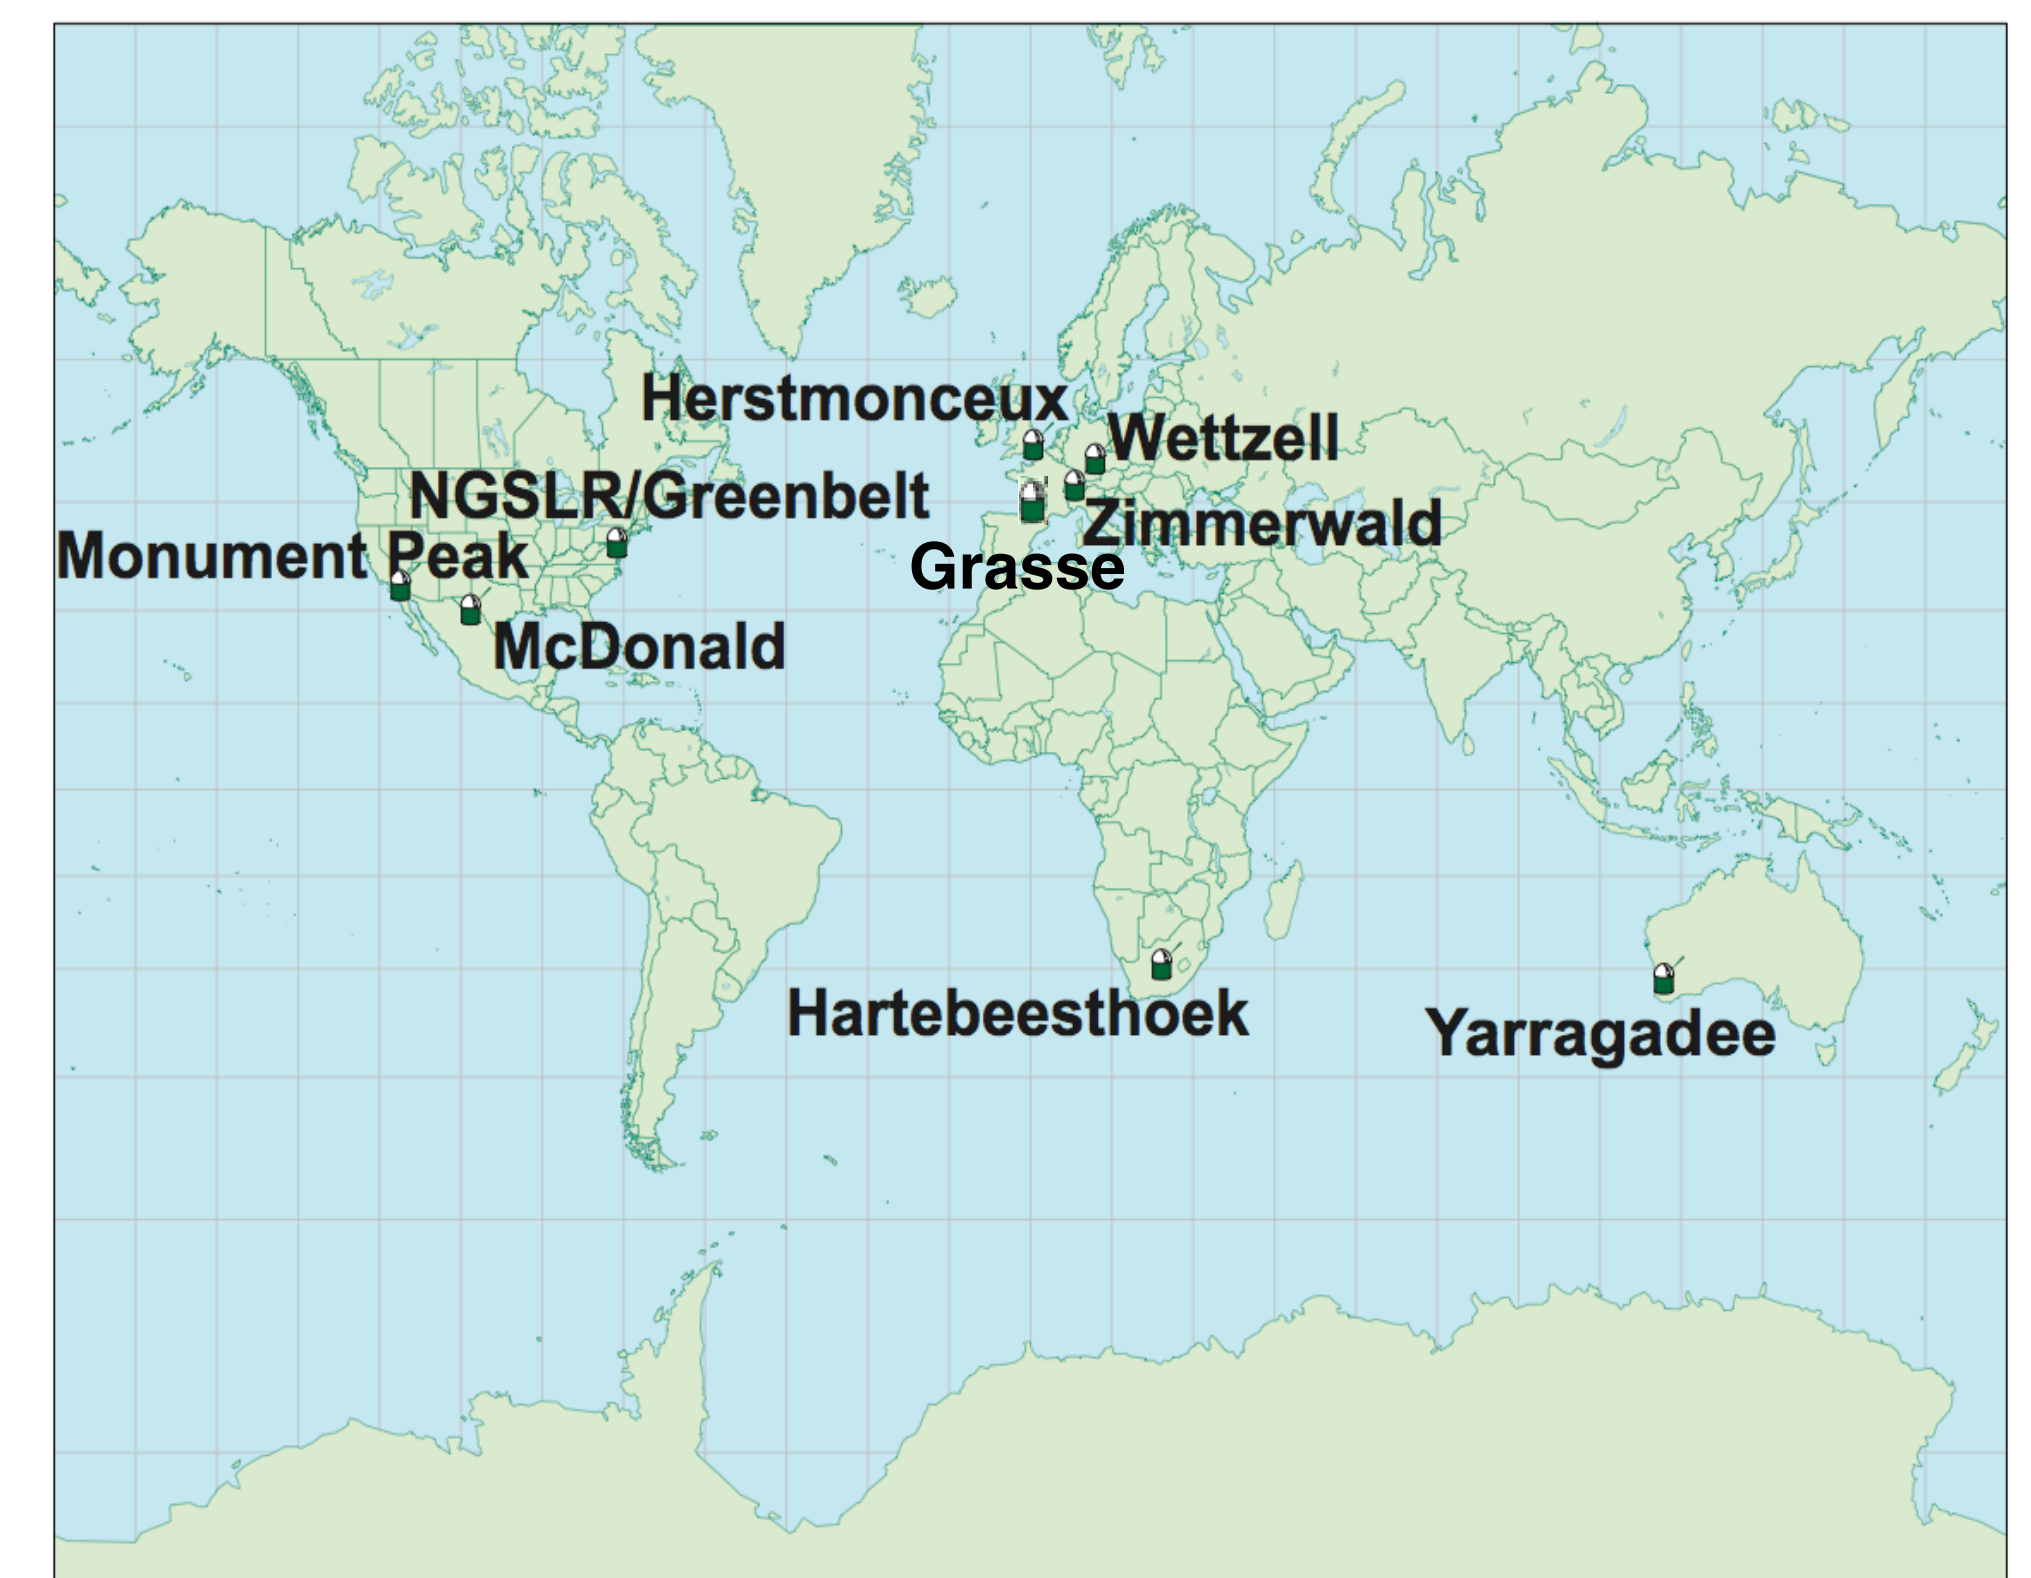 Herstmonceux
Wettzell
NGSLR/Greenbelt
Zimmerwald
Monument Peak
Grasse
McDonald
Hartebeesthoek
Yarragadee